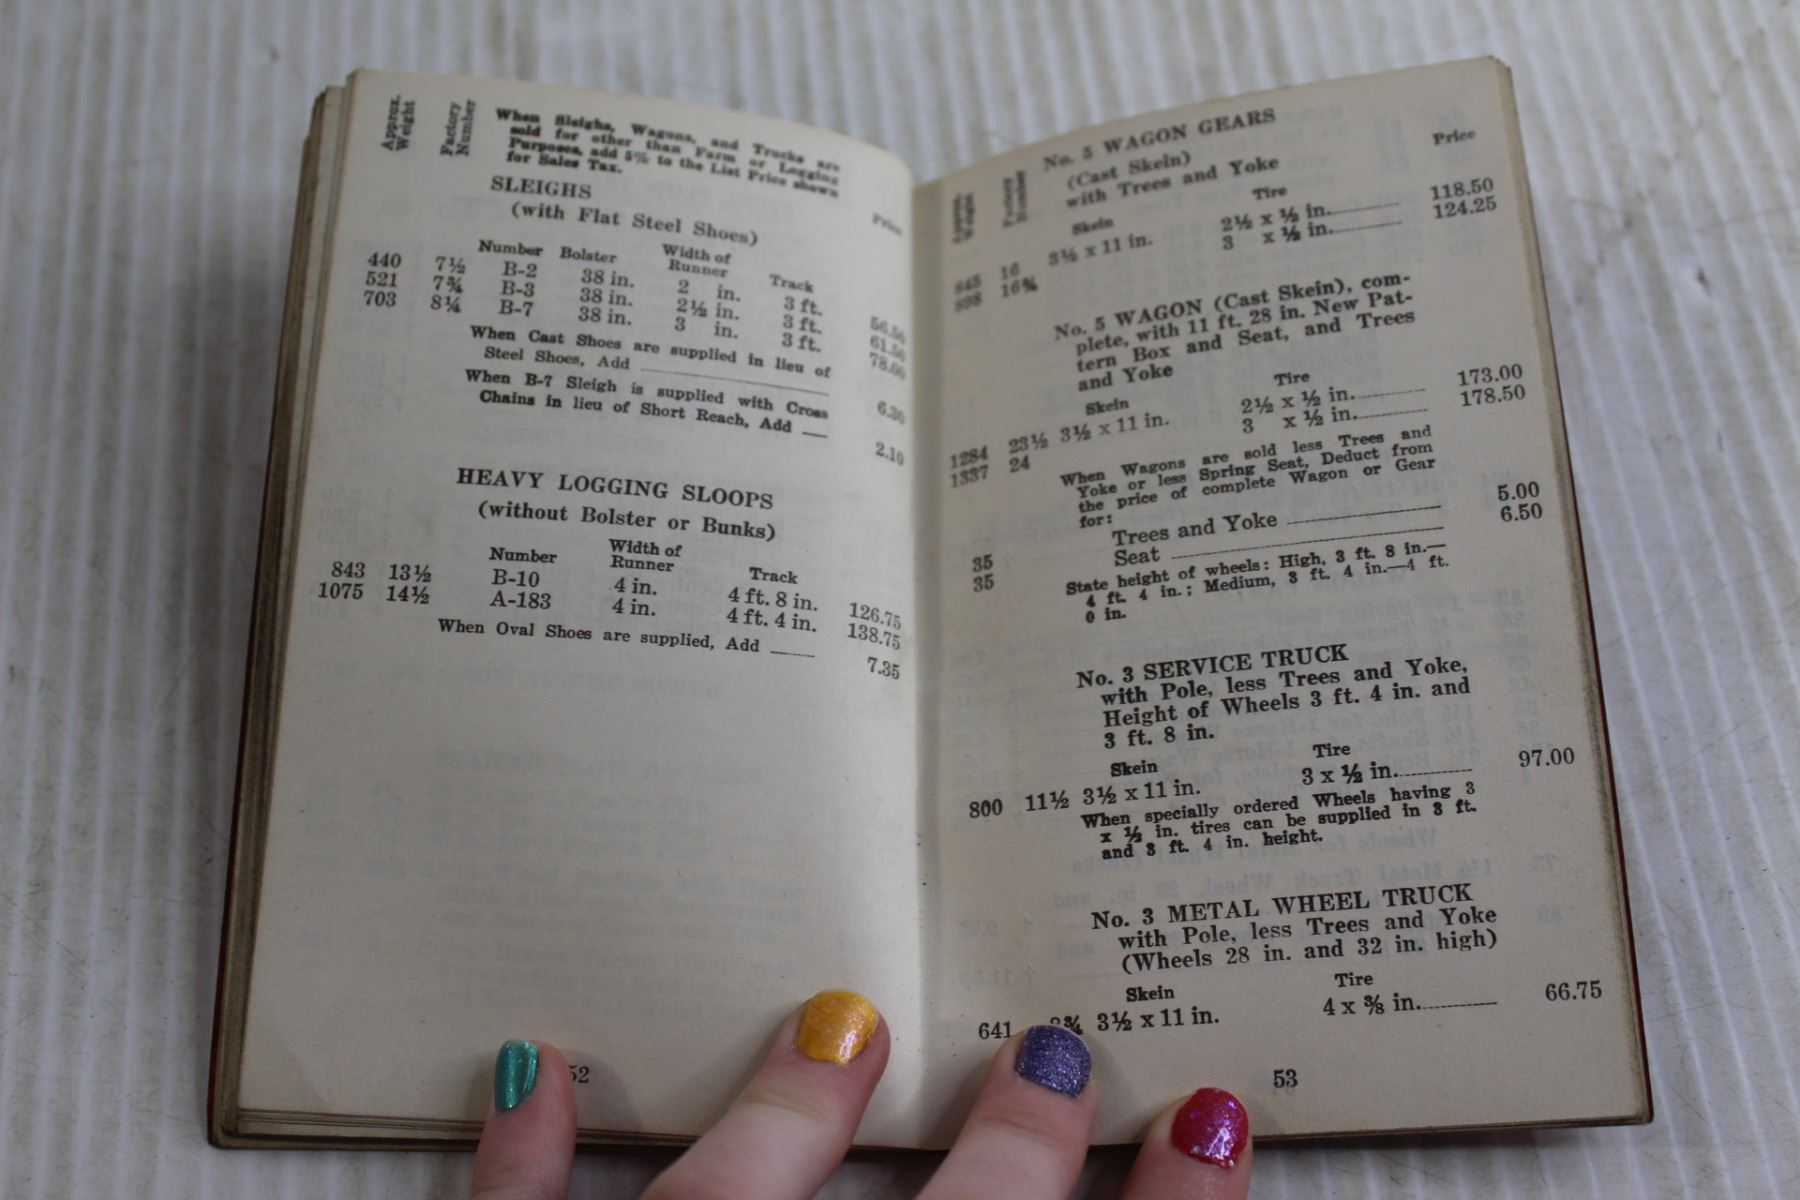 Approx. Weight
Factory Number
When Sleighs, Wagons, and Trucks are
sold for other than Farm or Logging
Purposes, add 5% to the List Price shown
for Sales Tax.
SLEIGHS
(with Flat Steel Shoes)
Price
Number Bolster Width of Runner Track
440 7½ B-2 38 in. 2 in. 3 ft. 56.50
521 7¾ B-3 38 in. 2½ in. 3 ft. 61.50
703 8¼ B-7 38 in. 3 in. 3 ft. 78.00
When Cast Shoes are supplied in lieu of
Steel Shoes, Add 6.30
When B-7 Sleigh is supplied with Cross
Chains in lieu of Short Reach, Add 2.10
HEAVY LOGGING SLOOPS
(without Bolster or Bunks)
Number Width of Runner Track
843 13½ B-10 4 in. 4 ft. 8 in. 126.75
1075 14½ A-183 4 in. 4 ft. 4 in. 138.75
When Oval Shoes are supplied, Add 7.35
52
Approx. Weight
Factory Number
No. 5 WAGON GEARS
(Cast Skein)
with Trees and Yoke
Price
Skein Tire
845 16 3½ x 11 in. 2½ x ½ in. 118.50
898 16¾ 3 x ½ in. 124.25
No. 5 WAGON (Cast Skein), com-
plete, with 11 ft. 28 in. New Pat-
tern Box and Seat, and Trees
and Yoke
Skein Tire
1284 23½ 3½ x 11 in. 2½ x ½ in. 173.00
1337 24 3 x ½ in. 178.50
When Wagons are sold less Trees and
Yoke or less Spring Seat, Deduct from
the price of complete Wagon or Gear
for:
35 Trees and Yoke 5.00
35 Seat 6.50
State height of wheels: High, 3 ft. 8 in.—
4 ft. 4 in.; Medium, 3 ft. 4 in.—4 ft.
0 in.
No. 3 SERVICE TRUCK
with Pole, less Trees and Yoke,
Height of Wheels 3 ft. 4 in. and
3 ft. 8 in.
Skein Tire
800 11½ 3½ x 11 in. 3 x ½ in. 97.00
When specially ordered Wheels having 3
x ½ in. tires can be supplied in 3 ft.
and 3 ft. 4 in. height.
No. 3 METAL WHEEL TRUCK
with Pole, less Trees and Yoke
(Wheels 28 in. and 32 in. high)
Skein Tire
641 3½ x 11 in. 4 x ⅜ in. 66.75
53